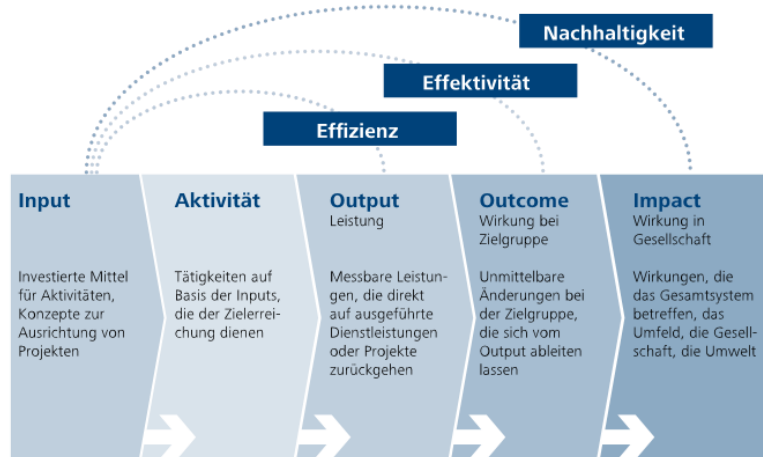 Nachhaltigkeit
Effektivität
Effizienz
Input
Investierte Mittel
für Aktivitäten,
Konzepte zur
Ausrichtung von
Projekten
Aktivität
Tätigkeiten auf
Basis der Inputs,
die der Zielerrei-
chung dienen
Output
Leistung
Messbare Leistun-
gen, die direkt
auf ausgeführte
Dienstleistungen
oder Projekte
zurückgehen
Outcome
Wirkung bei
Zielgruppe
Unmittelbare
Änderungen bei
der Zielgruppe,
die sich vom
Output ableiten
lassen
Impact
Wirkung in
Gesellschaft
Wirkungen, die
das Gesamtsystem
betreffen, das
Umfeld, die Gesell-
schaft, die Umwelt